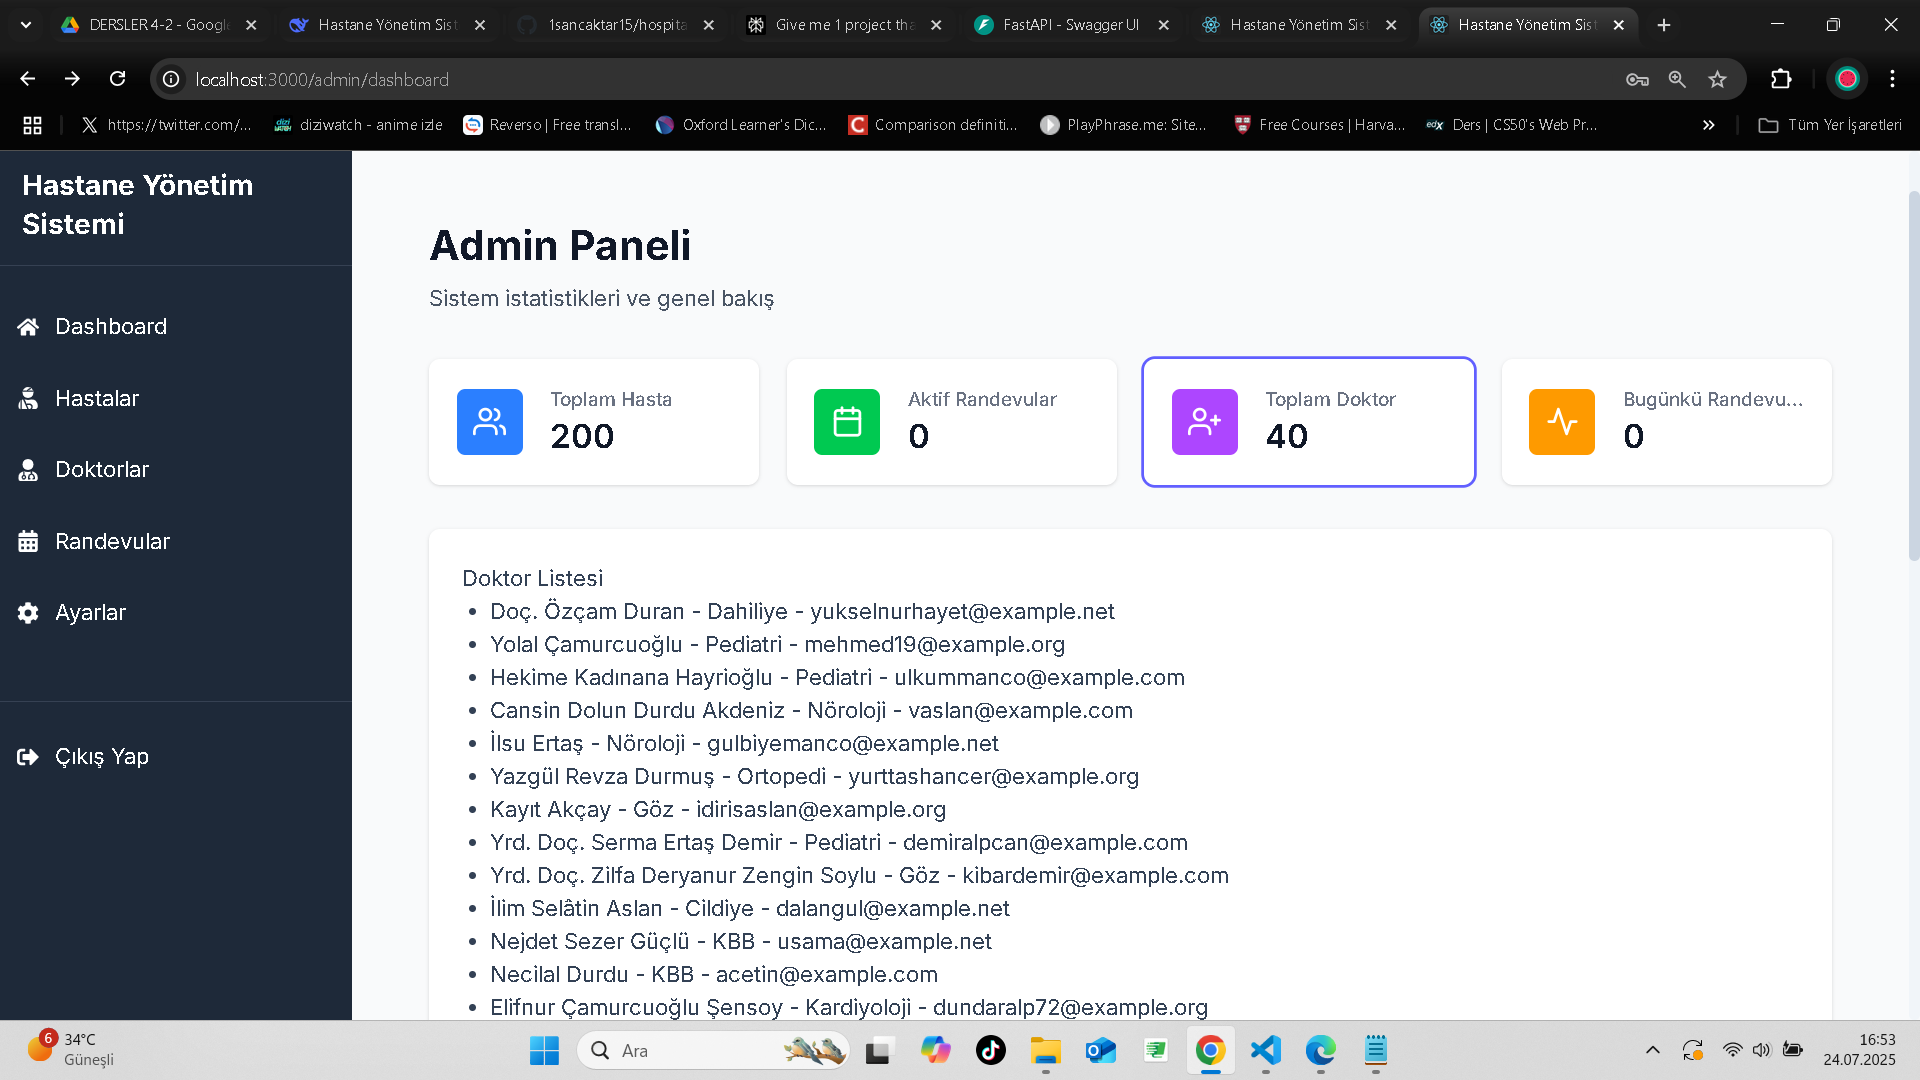 DERSLER 4-2 - Google
Hastane Yönetim Sist
1sancaktar15/hospita
Give me 1 project tha
FastAPI - Swagger UI
Hastane Yönetim Sist
Hastane Yönetim Sist
localhost:3000/admin/dashboard
https://twitter.com/...
diziwatch - anime izle
Reverso | Free transl...
Oxford Learner's Dic...
Comparison definiti...
PlayPhrase.me: Site...
Free Courses | Harva...
Ders | CS50's Web Pr...
Tüm Yer İşaretleri
Hastane Yönetim
Sistemi
Dashboard
Hastalar
Doktorlar
Randevular
Ayarlar
Çıkış Yap
Admin Paneli
Sistem istatistikleri ve genel bakış
Toplam Hasta
200
Aktif Randevular
0
Toplam Doktor
40
Bugünkü Randevu...
0
Doktor Listesi
• Doç. Özçam Duran - Dahiliye - yukselnurhayet@example.net
• Yolal Çamurcuoğlu - Pediatri - mehmed19@example.org
• Hekime Kadınana Hayrioğlu - Pediatri - ulkummanco@example.com
• Cansin Dolun Durdu Akdeniz - Nöroloji - vaslan@example.com
• İlsu Ertaş - Nöroloji - gulbiyemanco@example.net
• Yazgül Revza Durmuş - Ortopedi - yurttashancer@example.org
• Kayıt Akçay - Göz - idirisaslan@example.org
• Yrd. Doç. Serma Ertaş Demir - Pediatri - demiralpcan@example.com
• Yrd. Doç. Zilfa Deryanur Zengin Soylu - Göz - kibardemir@example.com
• İlim Selâtin Aslan - Cildiye - dalangul@example.net
• Nejdet Sezer Güçlü - KBB - usama@example.net
• Necilal Durdu - KBB - acetin@example.com
• Elifnur Çamurcuoğlu Şensoy - Kardiyoloji - dundaralp72@example.org
6
34°C
Güneşli
Ara
16:53
24.07.2025